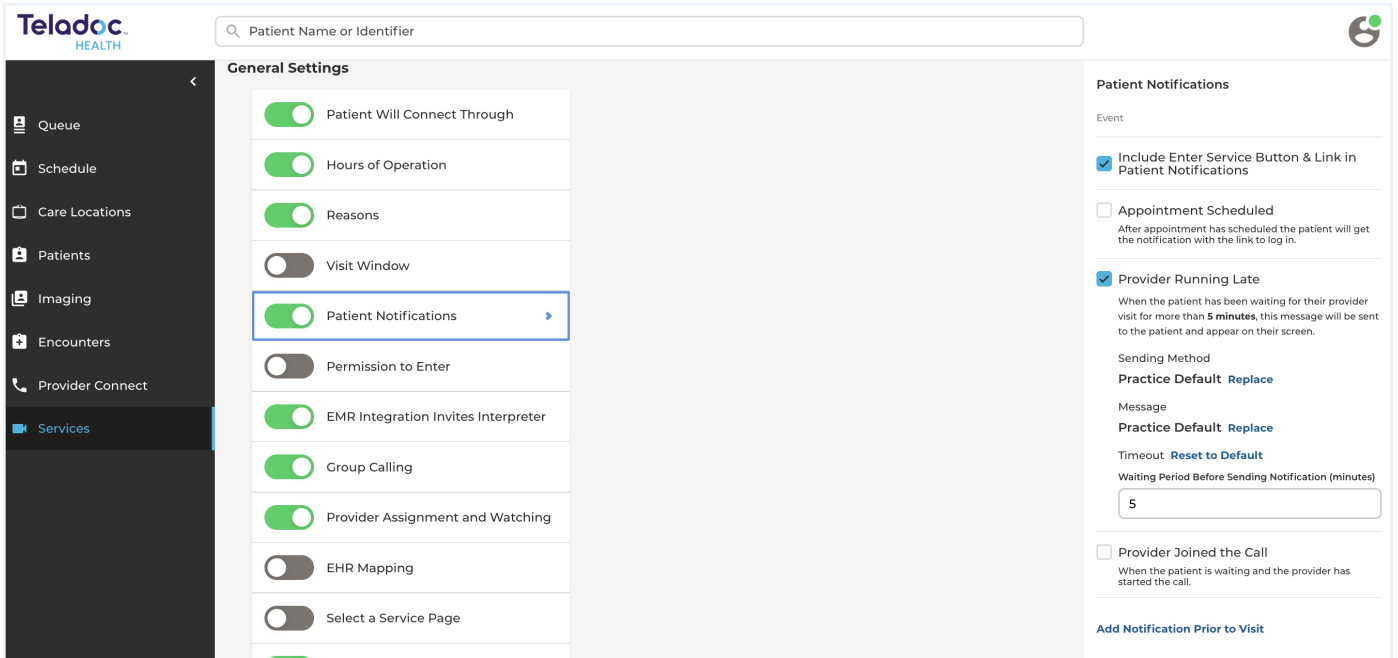 Teladoc™
HEALTH
Patient Name or Identifier
Queue
Schedule
Care Locations
Patients
Imaging
Encounters
Provider Connect
Services
General Settings
Patient Will Connect Through
Hours of Operation
Reasons
Visit Window
Patient Notifications
Permission to Enter
EMR Integration Invites Interpreter
Group Calling
Provider Assignment and Watching
EHR Mapping
Select a Service Page
Patient Notifications
Event
Include Enter Service Button & Link in
Patient Notifications
Appointment Scheduled
After appointment has scheduled the patient will get
the notification with the link to log in.
Provider Running Late
When the patient has been waiting for their provider
visit for more than 5 minutes, this message will be sent
to the patient and appear on their screen.
Sending Method
Practice Default Replace
Message
Practice Default Replace
Timeout Reset to Default
Waiting Period Before Sending Notification (minutes)
5
Provider Joined the Call
When the patient is waiting and the provider has
started the call.
Add Notification Prior to Visit